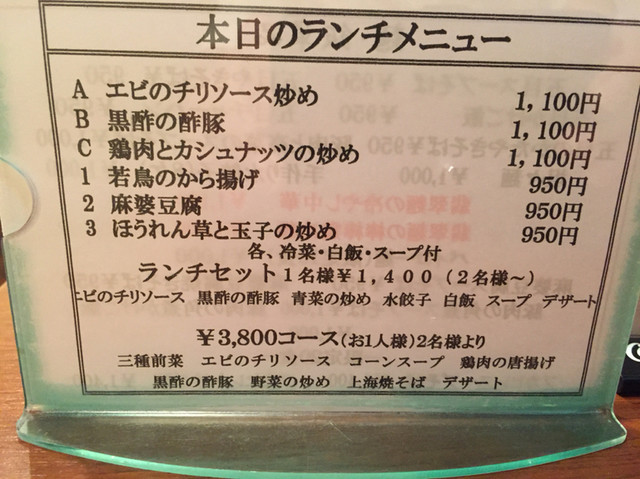 本日のランチメニュー
A エビのチリソース炒め 1,100円
B 黒酢の酢豚 1,100円
C 鶏肉とカシュナッツの炒め 1,100円
1 若鳥のから揚げ 950円
2 麻婆豆腐 950円
3 ほうれん草と玉子の炒め 950円
各、冷菜・白飯・スープ付
ランチセット 1名様¥1,400 (2名様～)
エビのチリソース 黒酢の酢豚 青菜の炒め 水餃子 白飯 スープ デザート
¥3,800コース(お1人様)2名様より
三種前菜 エビのチリソース コーンスープ 鶏肉の唐揚げ
黒酢の酢豚 野菜の炒め 上海焼そば デザート